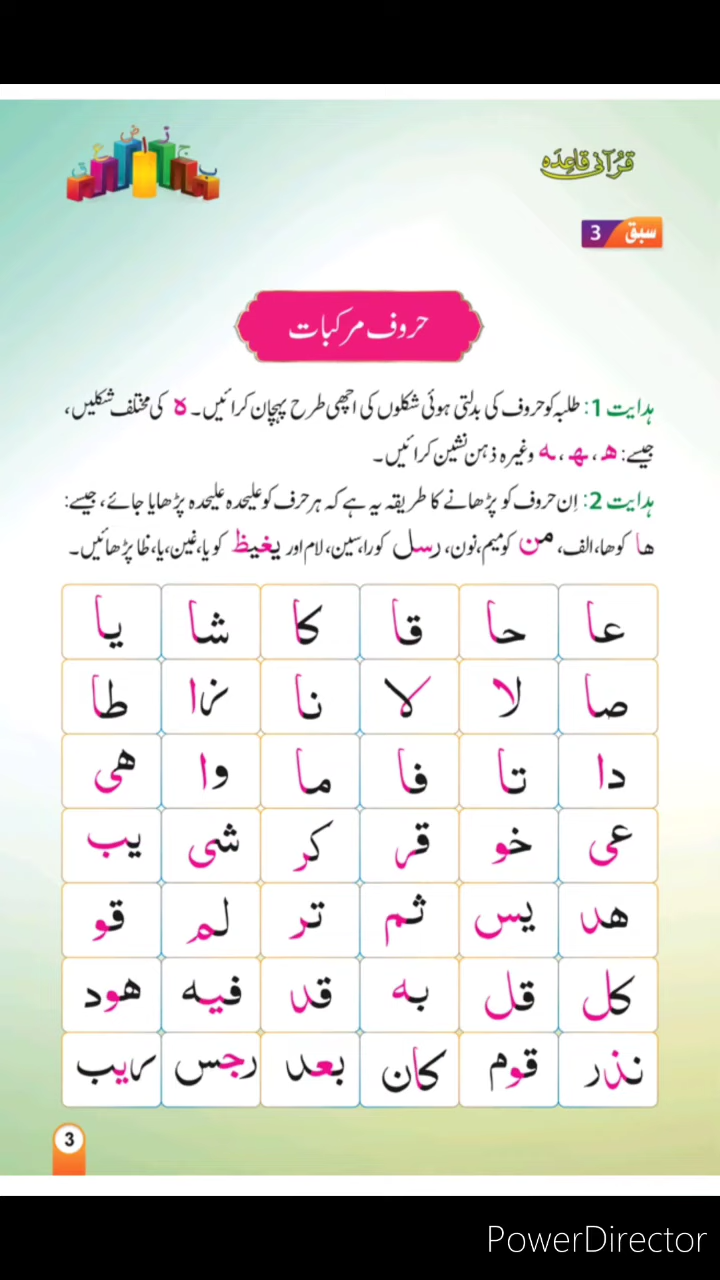 قرآنی قاعدہ
سبق 3
حروف مرکبات
ہدایت 1: طلبہ کو حروف کی بدلتی ہوئی شکلوں کی اچھی طرح پہچان کرائیں۔ ہ کی مختلف شکلیں،
جیسے: ھ، ﮩ، ﻪ وغیرہ ذہن نشین کرائیں۔
ہدایت 2: اِن حروف کو پڑھانے کا طریقہ یہ ہے کہ ہر حرف کو علیحدہ علیحدہ پڑھایا جائے، جیسے:
ھا کو ھا، الف، من کو میم، نون، رسل کو را، سین، لام اور یغیظ کو یا، غین، یا، ظا پڑھائیں۔
عا حا قا کا شا یا
صا لا لا نا نرا طا
دا تا فا ما وا ھی
عی خو قر کر شی یب
ھد یس ثم تر لم قو
کل قل به قد فیه ھود
نذر قوم کان بعد رجس
3
PowerDirector